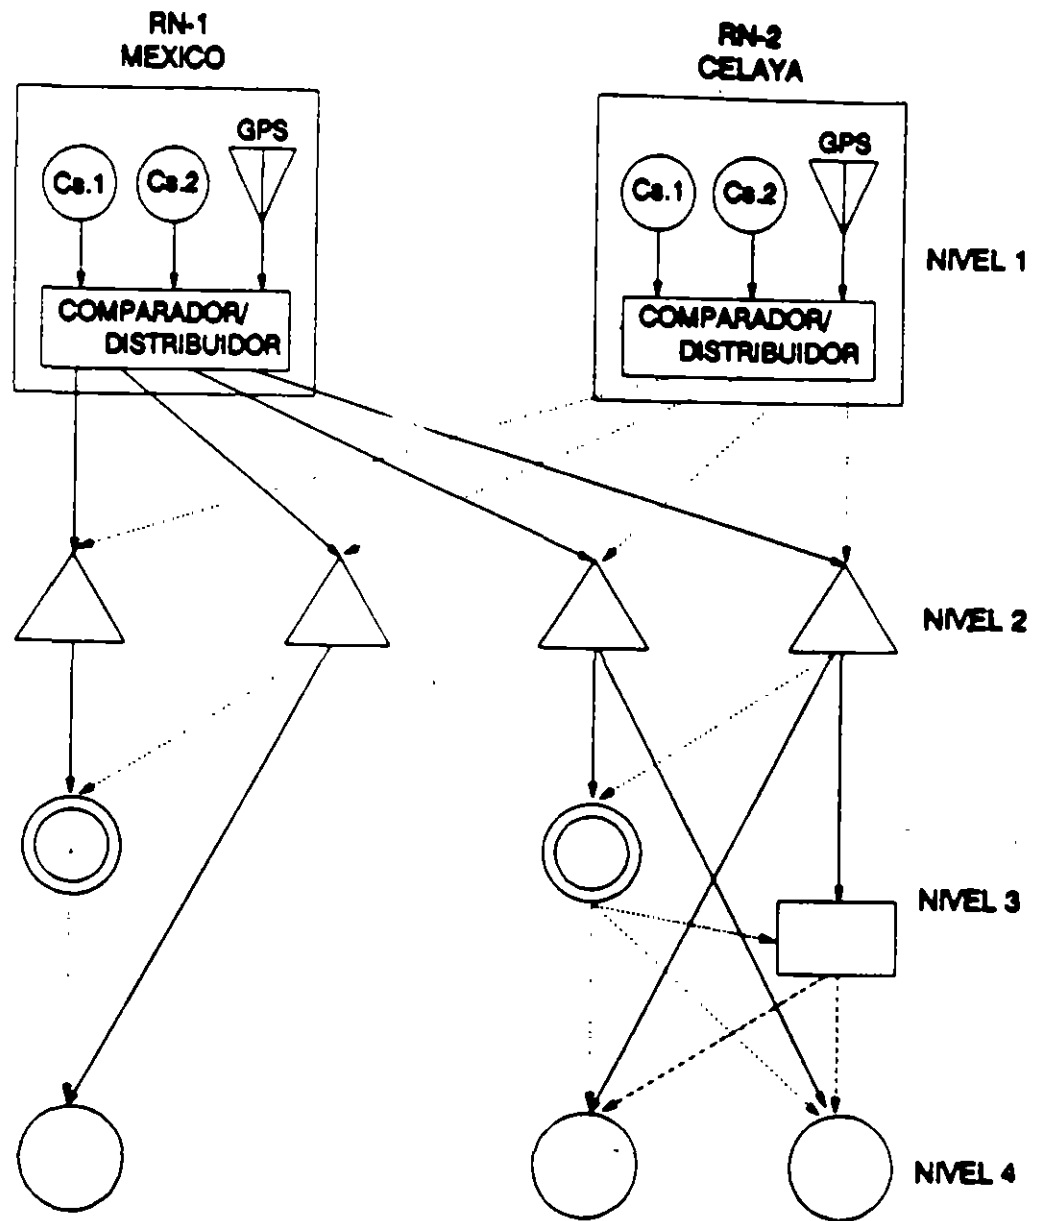 RN-1
MEXICO
RN-2
CELAYA
GPS
Cs.1
Cs.2
COMPARADOR/
DISTRIBUIDOR
GPS
Cs.1
Cs.2
COMPARADOR/
DISTRIBUIDOR
NIVEL 1
NIVEL 2
NIVEL 3
NIVEL 4